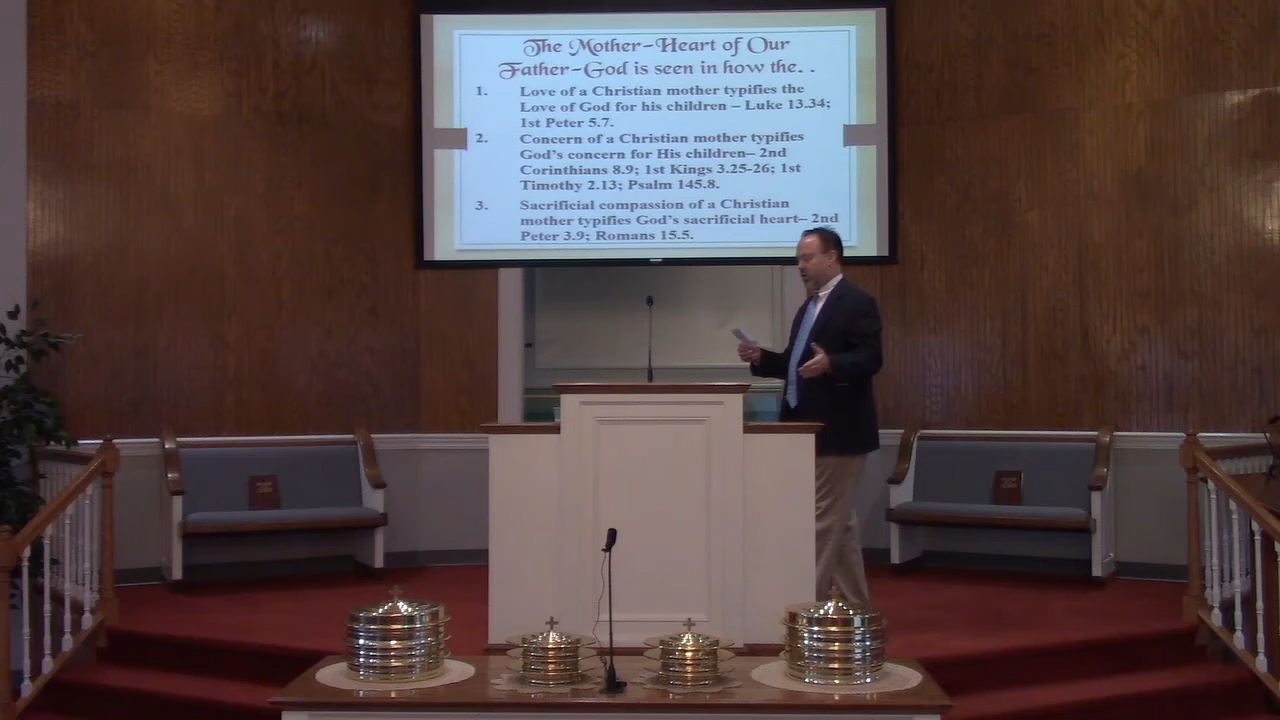 The Mother-Heart of Our
Father-God is seen in how the. .
1. Love of a Christian mother typifies the
Love of God for his children – Luke 13.34;
1st Peter 5.7.
2. Concern of a Christian mother typifies
God's concern for His children– 2nd
Corinthians 8.9; 1st Kings 3.25-26; 1st
Timothy 2.13; Psalm 145.8.
3. Sacrificial compassion of a Christian
mother typifies God's sacrificial heart– 2nd
Peter 3.9; Romans 15.5.